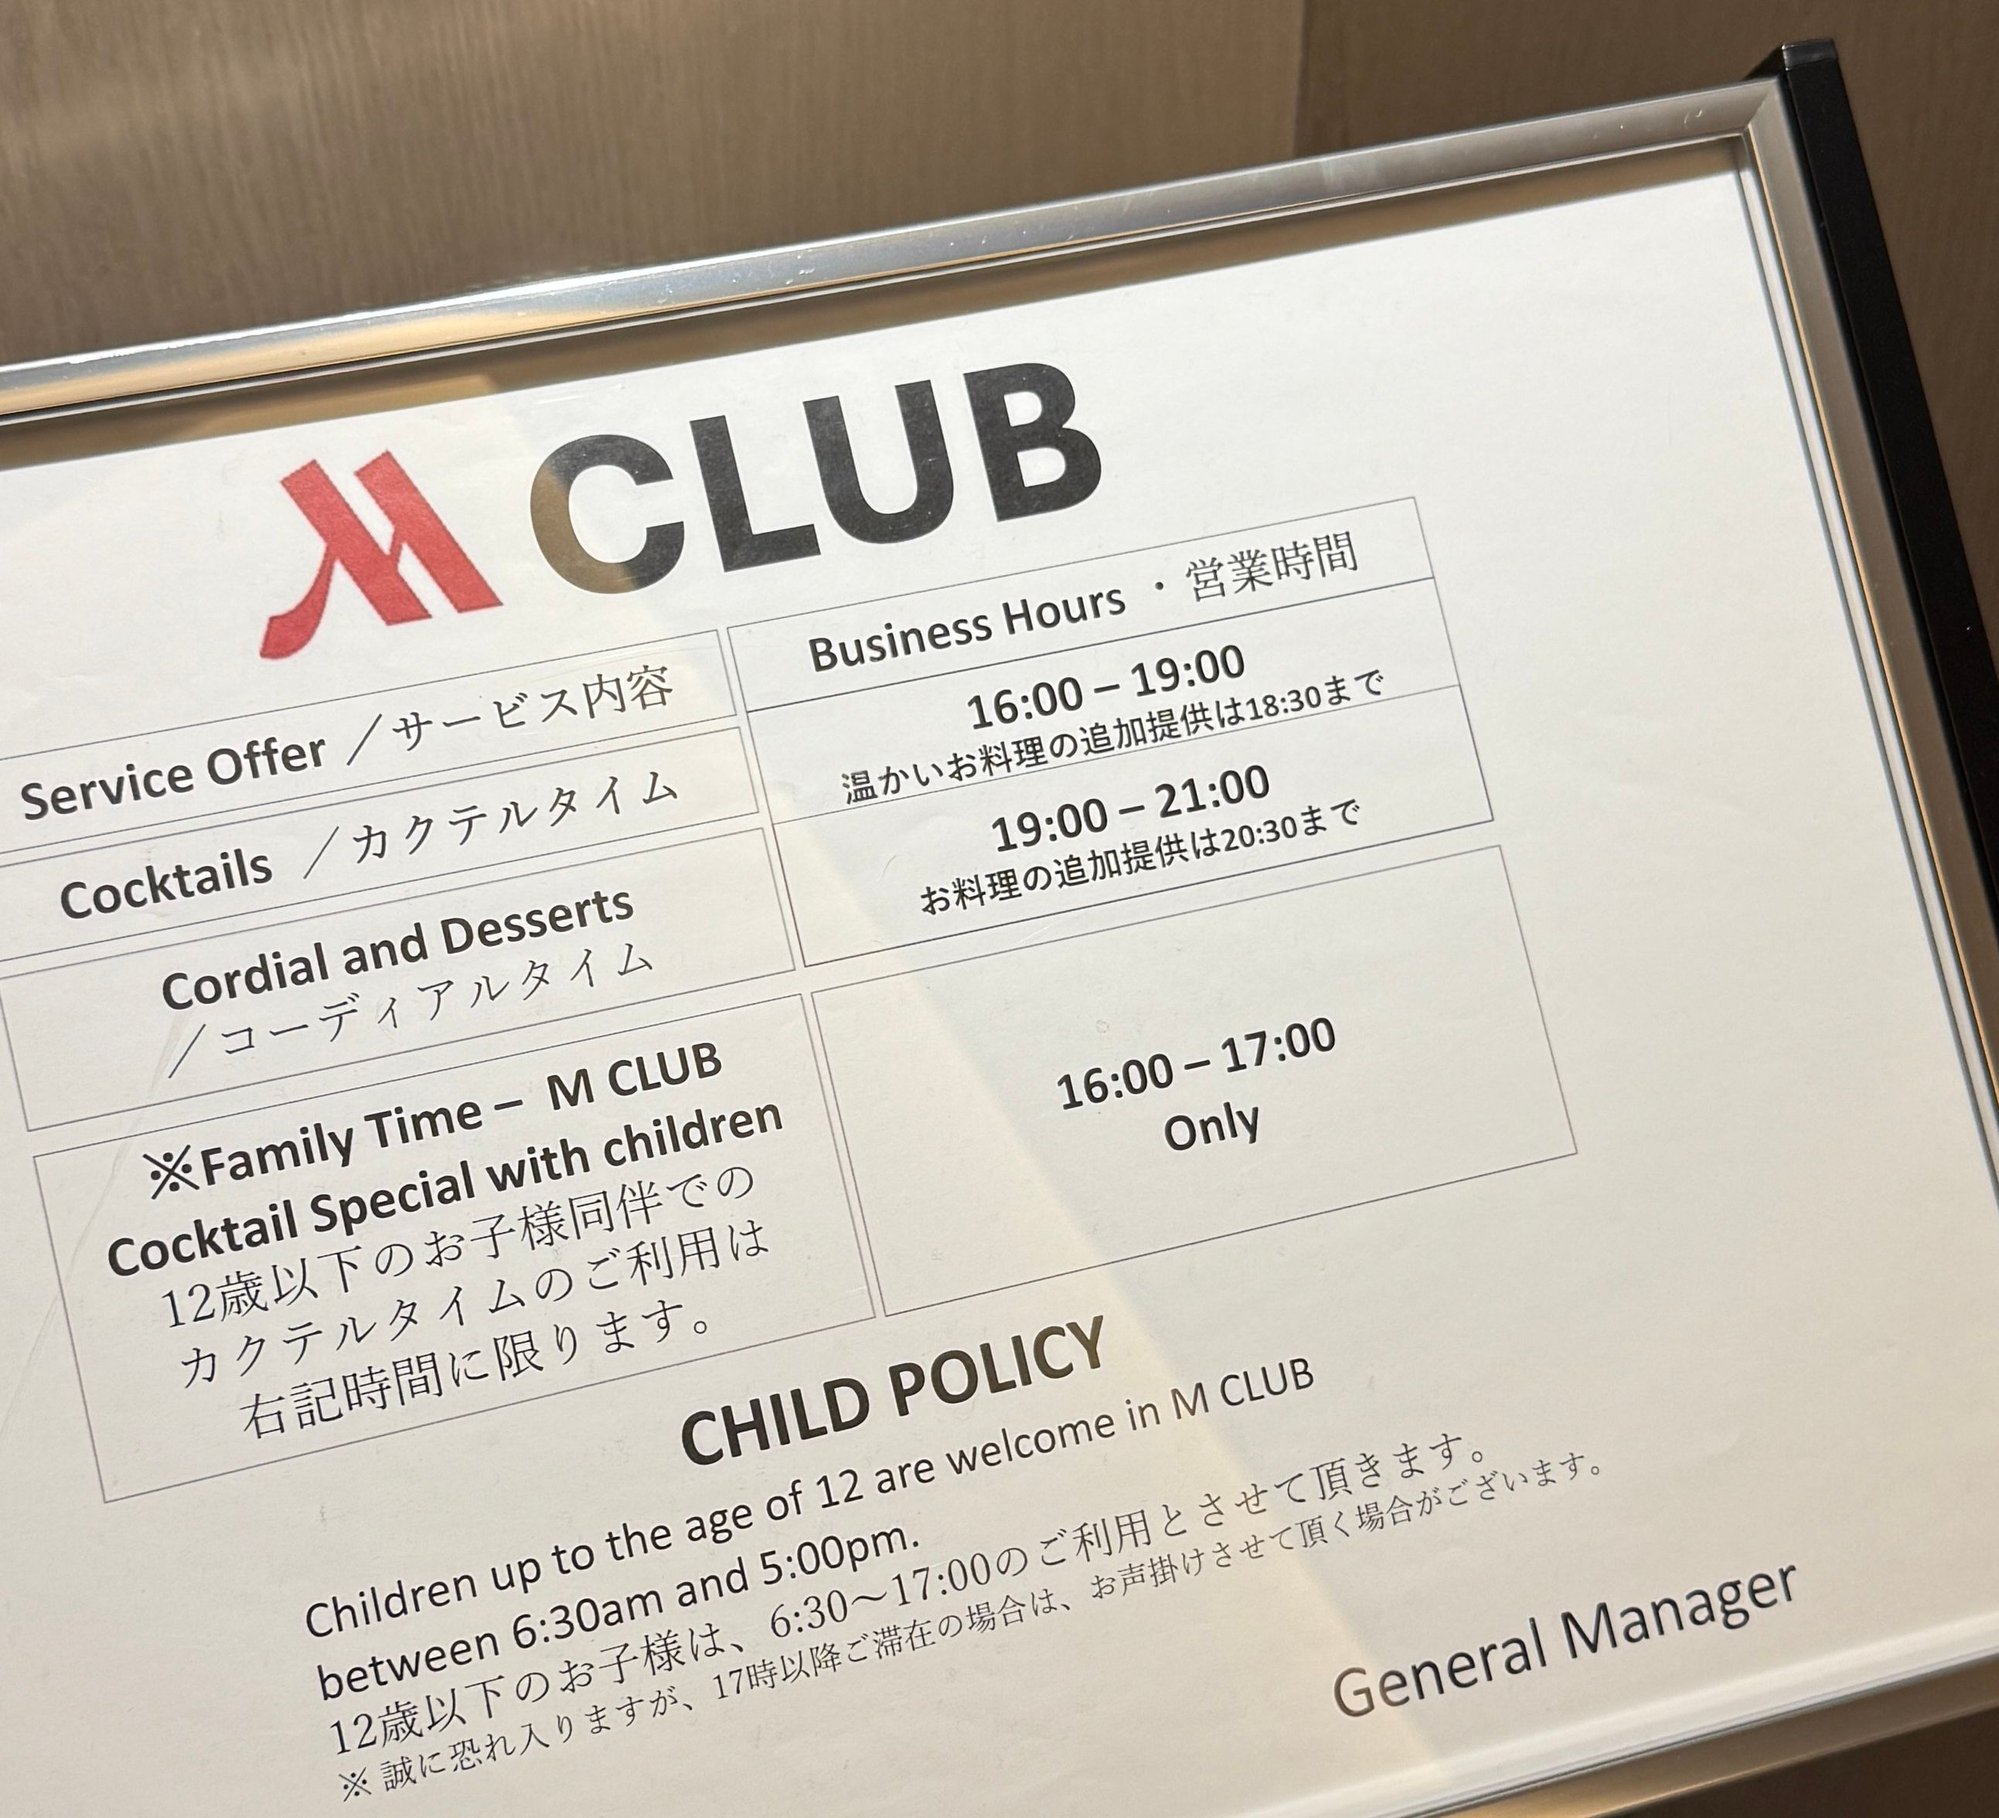 M CLUB
Service Offer ／サービス内容
Business Hours ・営業時間
Cocktails ／カクテルタイム
16:00 – 19:00
温かいお料理の追加提供は18:30まで
Cordial and Desserts
／コーディアルタイム
19:00 – 21:00
お料理の追加提供は20:30まで
※Family Time – M CLUB
Cocktail Special with children
12歳以下のお子様同伴での
カクテルタイムのご利用は
右記時間に限ります。
16:00 – 17:00
Only
CHILD POLICY
Children up to the age of 12 are welcome in M CLUB
between 6:30am and 5:00pm.
12歳以下のお子様は、6:30～17:00のご利用とさせて頂きます。
※ 誠に恐れ入りますが、17時以降ご滞在の場合は、お声掛けさせて頂く場合がございます。
General Manager